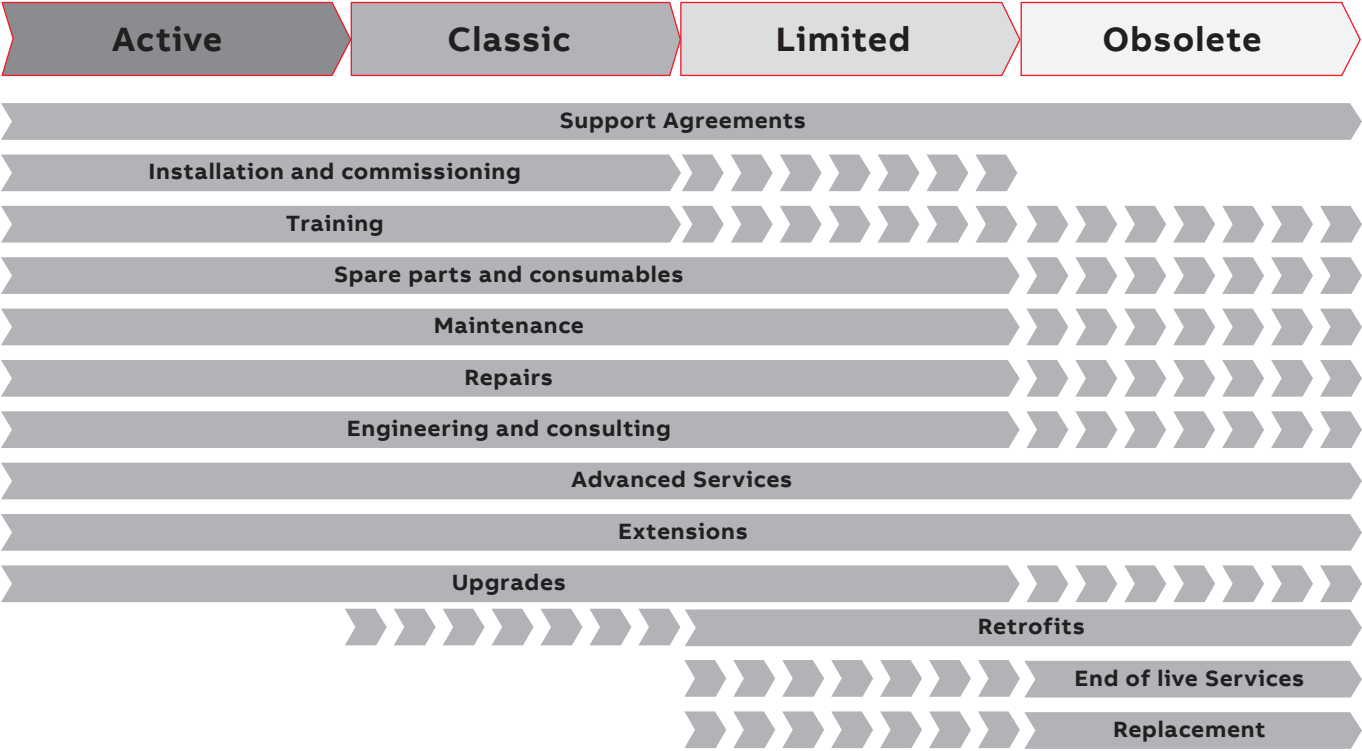 Active
Classic
Limited
Obsolete
Support Agreements
Installation and commissioning
Training
Spare parts and consumables
Maintenance
Repairs
Engineering and consulting
Advanced Services
Extensions
Upgrades
Retrofits
End of live Services
Replacement